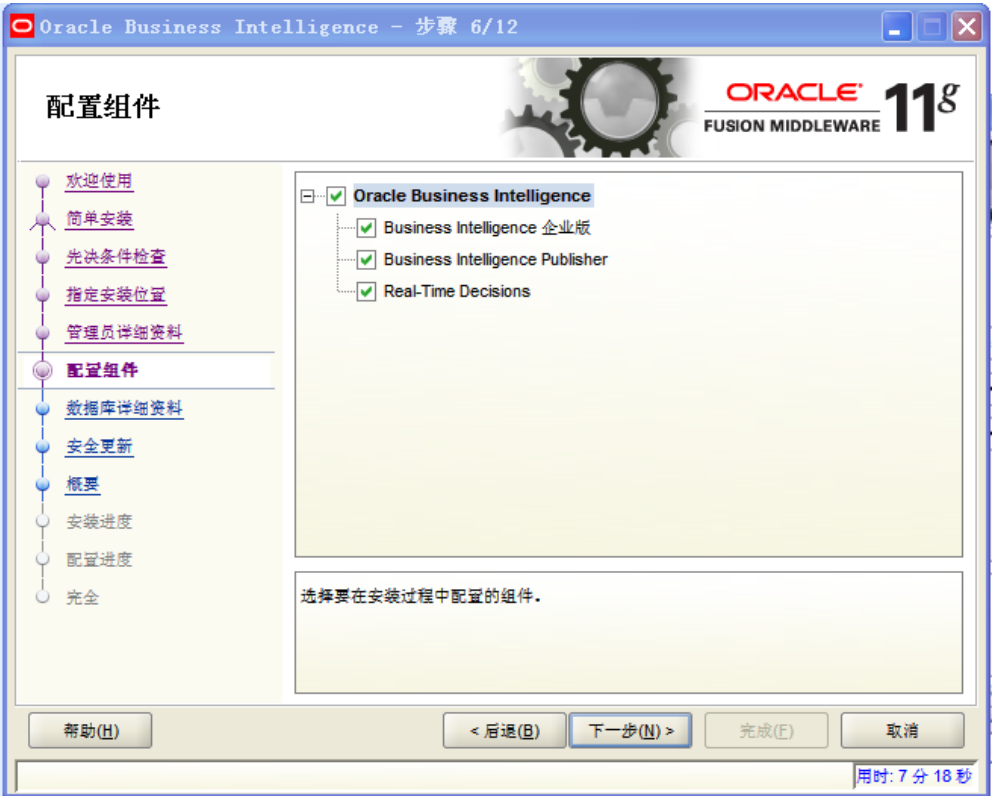 Oracle Business Intelligence - 步骤 6/12
配置组件
ORACLE
FUSION MIDDLEWARE
11g
欢迎使用
简单安装
先决条件检查
指定安装位置
管理员详细资料
配置组件
数据库详细资料
安全更新
概要
安装进度
配置进度
完全
Oracle Business Intelligence
Business Intelligence 企业版
Business Intelligence Publisher
Real-Time Decisions
选择要在安装过程中配置的组件。
帮助(H)
< 后退(B)
下一步(N) >
完成(F)
取消
用时: 7 分 18 秒